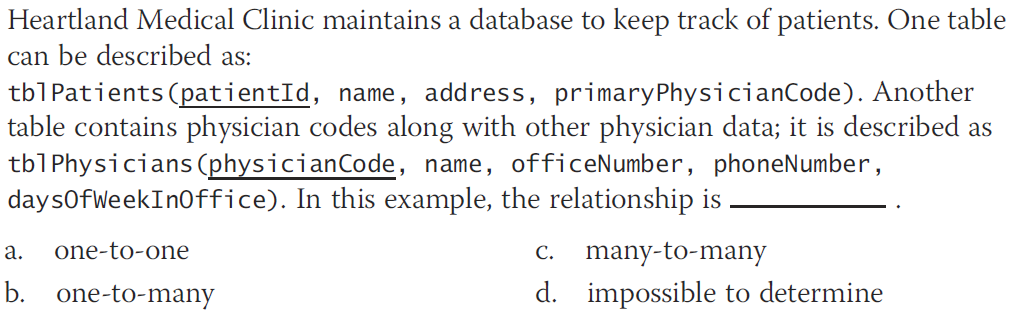 Heartland Medical Clinic maintains a database to keep track of patients. One table
can be described as:
tblPatients(patientId, name, address, primaryPhysicianCode). Another
table contains physician codes along with other physician data; it is described as
tblPhysicians(physicianCode, name, officeNumber, phoneNumber,
daysOfWeekInOffice). In this example, the relationship is __________ .
a. one-to-one
b. one-to-many
c. many-to-many
d. impossible to determine